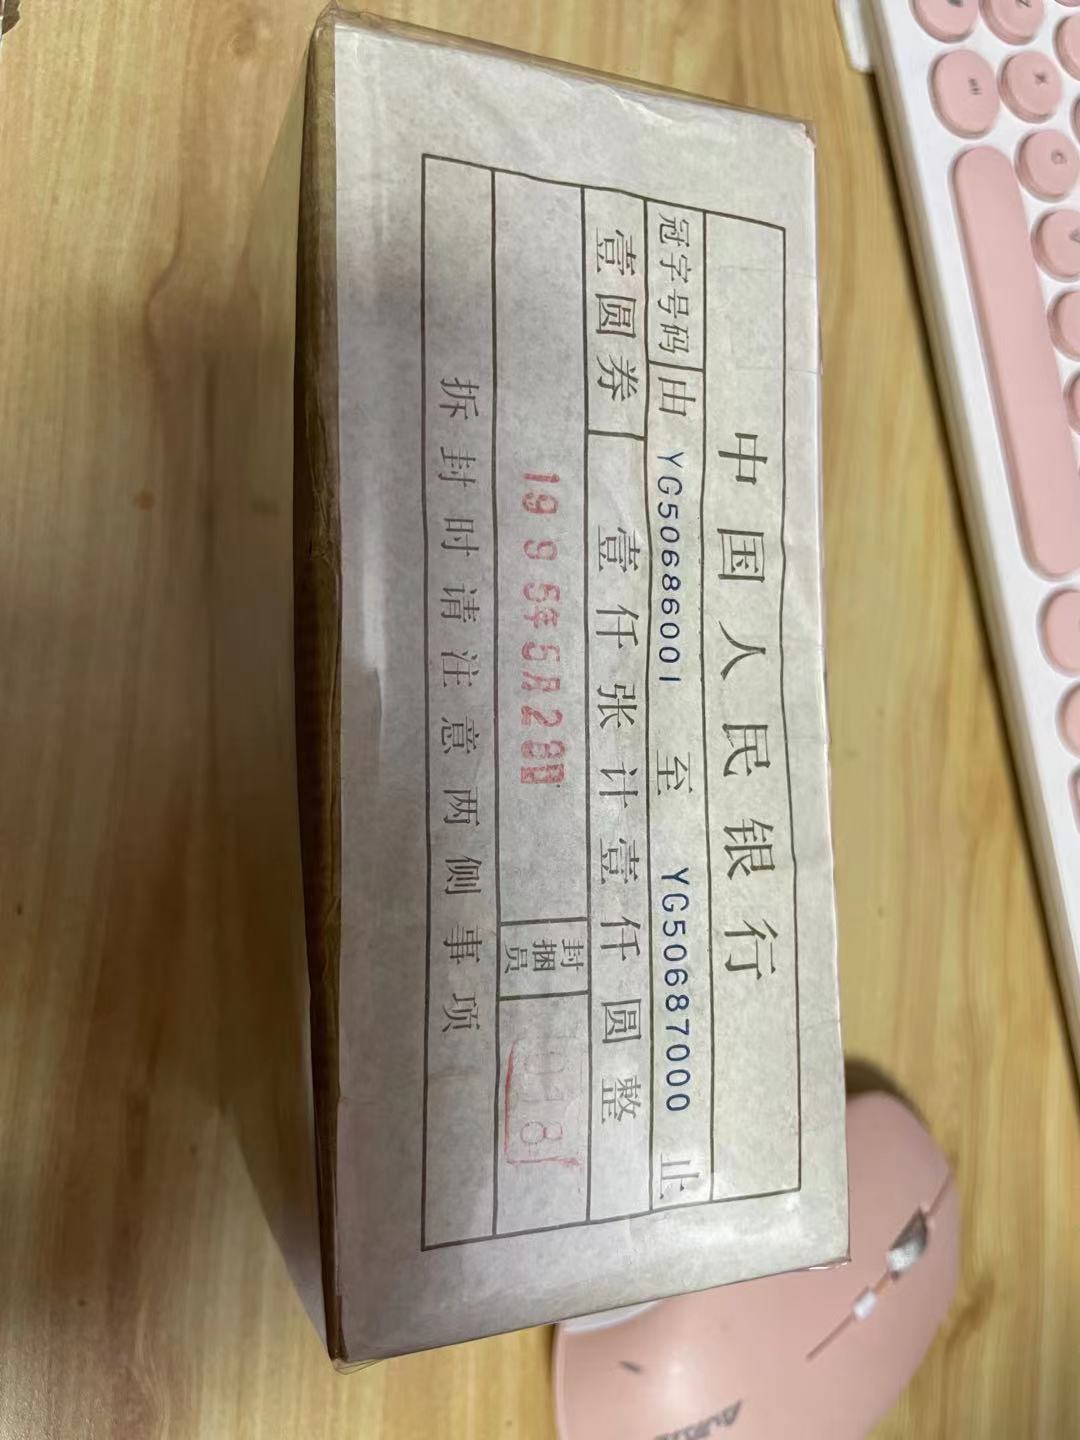 中国人民银行
冠字号码 由 YG50686001 至 YG50687000 止
壹圆券 壹仟张计壹仟圆整
1995年5月28日 封捆员 018
拆封时请注意两侧事项